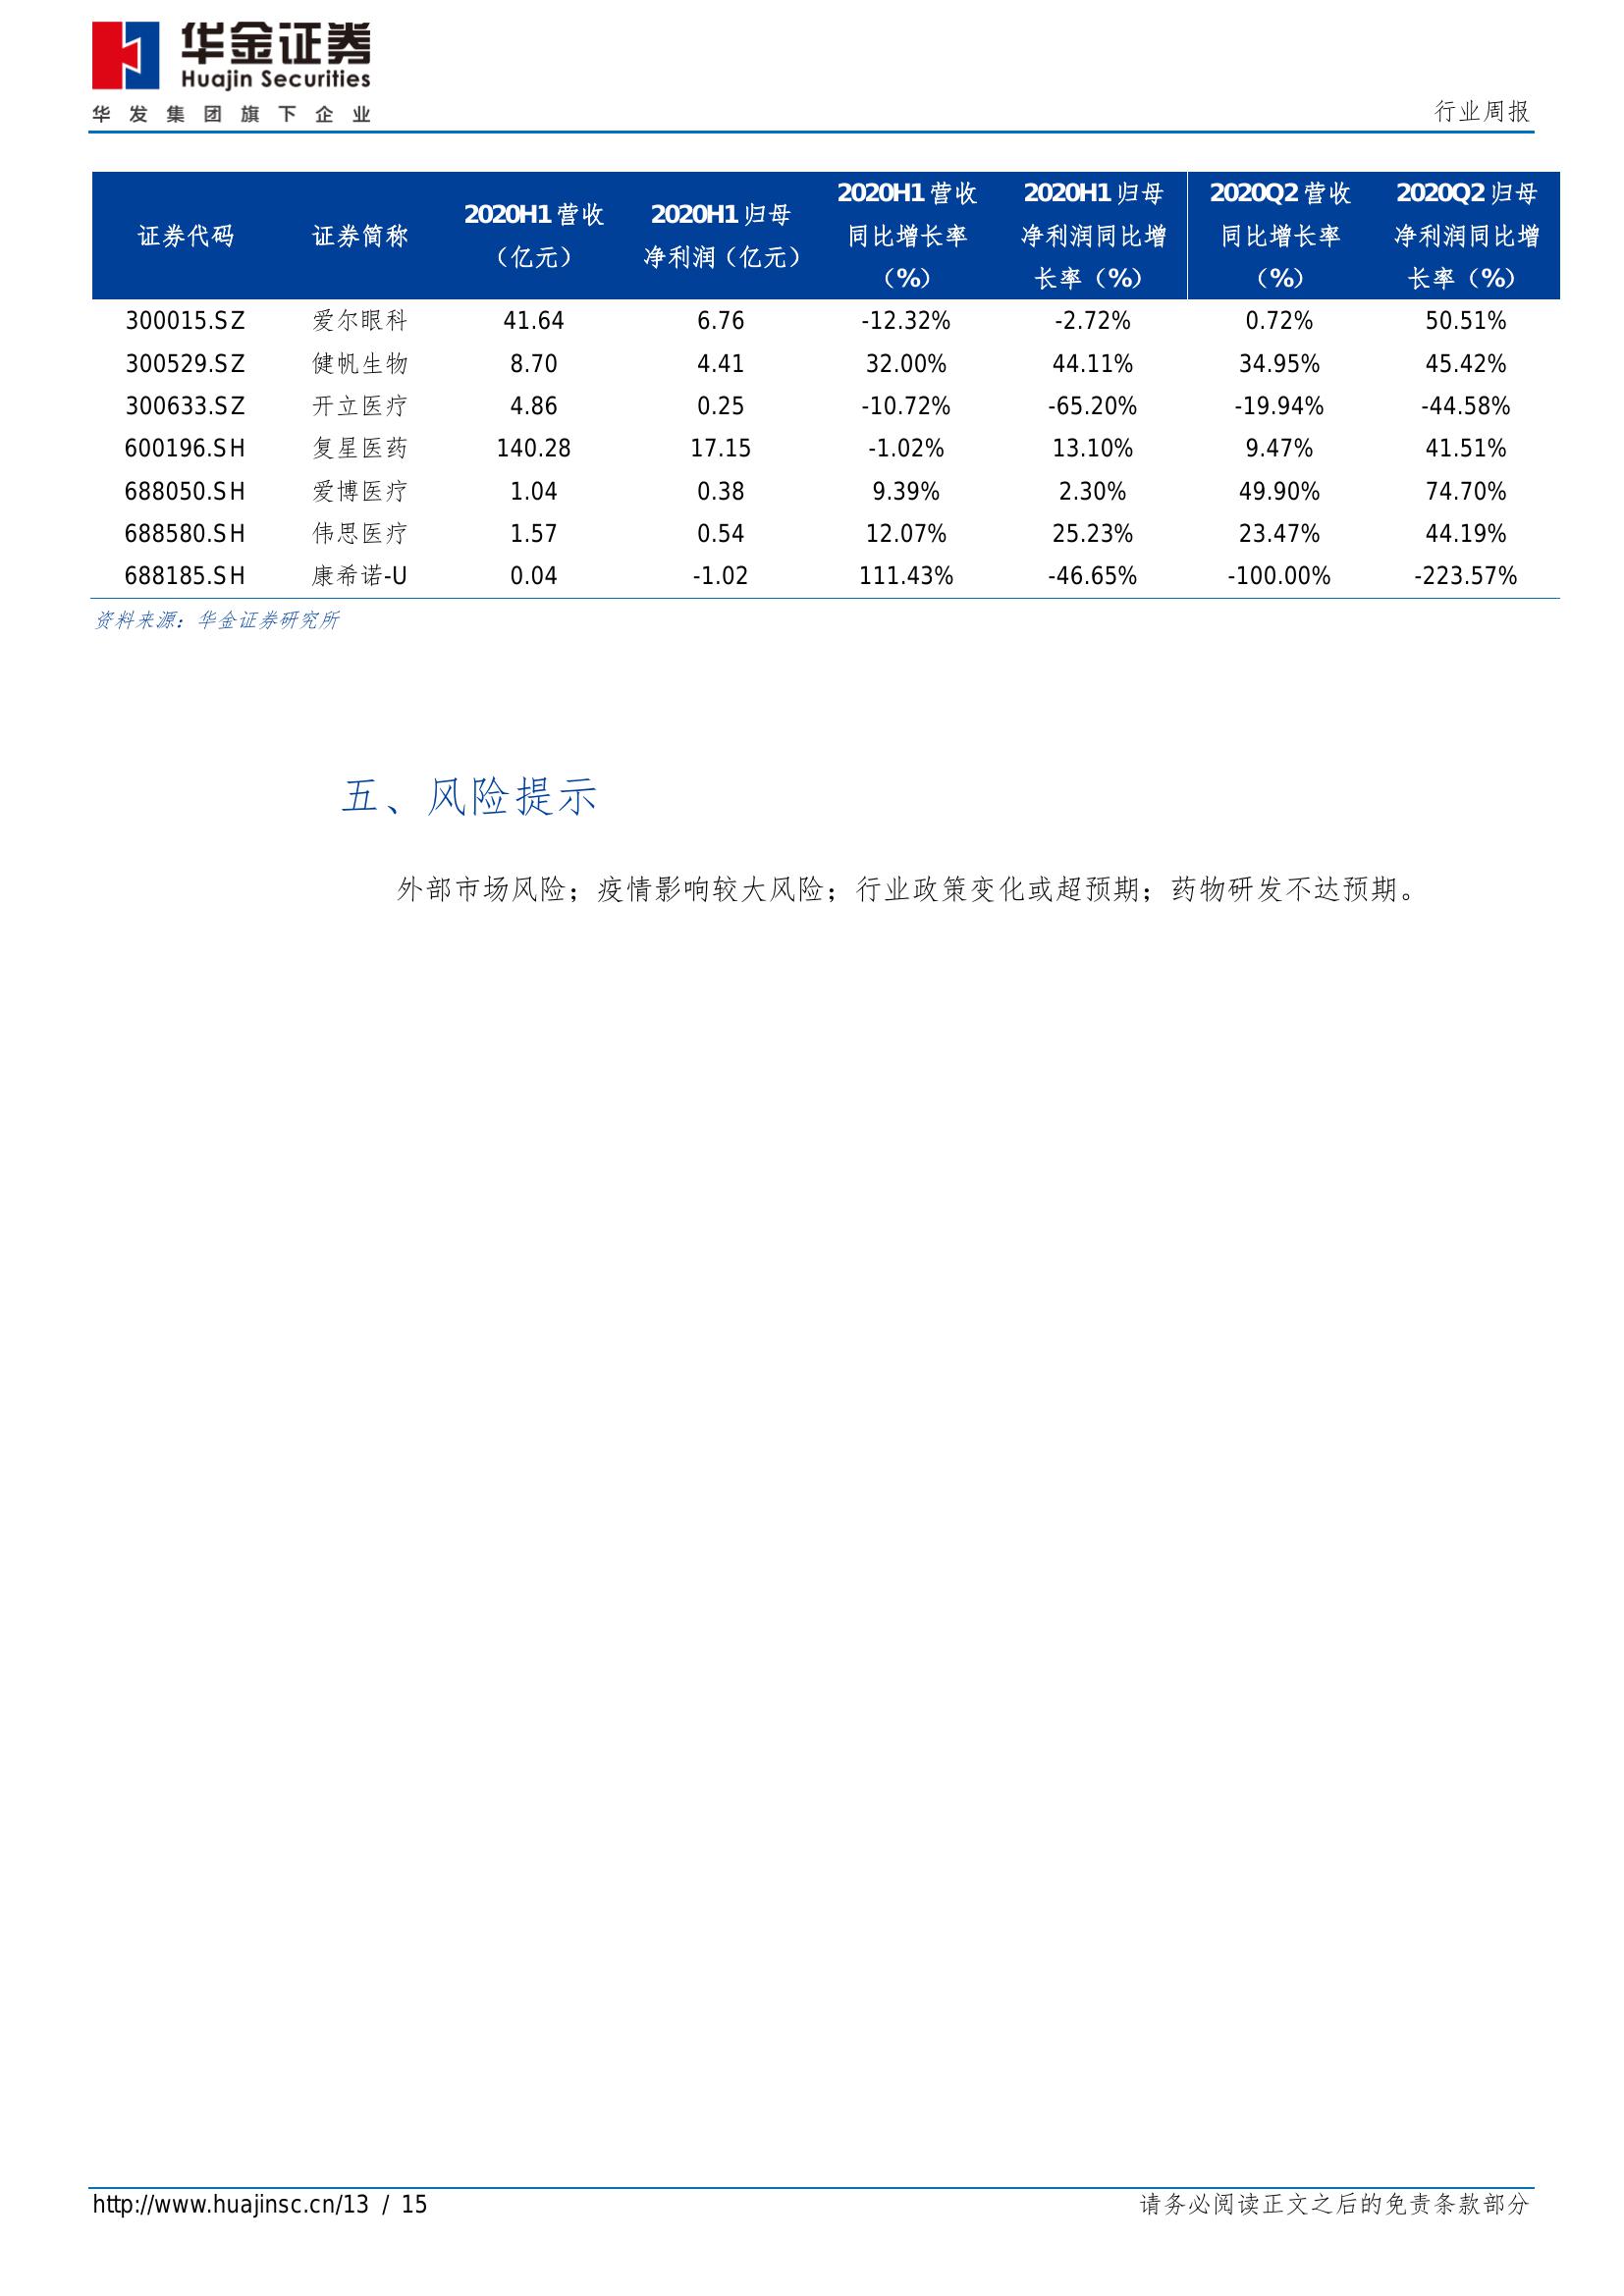 华金证券
Huajin Securities
华发集团旗下企业
行业周报
证券代码 证券简称 2020H1 营收（亿元） 2020H1 归母净利润（亿元） 2020H1 营收同比增长率（%） 2020H1 归母净利润同比增长率（%） 2020Q2 营收同比增长率（%） 2020Q2 归母净利润同比增长率（%）
300015.SZ 爱尔眼科 41.64 6.76 -12.32% -2.72% 0.72% 50.51%
300529.SZ 健帆生物 8.70 4.41 32.00% 44.11% 34.95% 45.42%
300633.SZ 开立医疗 4.86 0.25 -10.72% -65.20% -19.94% -44.58%
600196.SH 复星医药 140.28 17.15 -1.02% 13.10% 9.47% 41.51%
688050.SH 爱博医疗 1.04 0.38 9.39% 2.30% 49.90% 74.70%
688580.SH 伟思医疗 1.57 0.54 12.07% 25.23% 23.47% 44.19%
688185.SH 康希诺-U 0.04 -1.02 111.43% -46.65% -100.00% -223.57%
资料来源：华金证券研究所
五、风险提示
外部市场风险；疫情影响较大风险；行业政策变化或超预期；药物研发不达预期。
http://www.huajinsc.cn/13 / 15
请务必阅读正文之后的免责条款部分